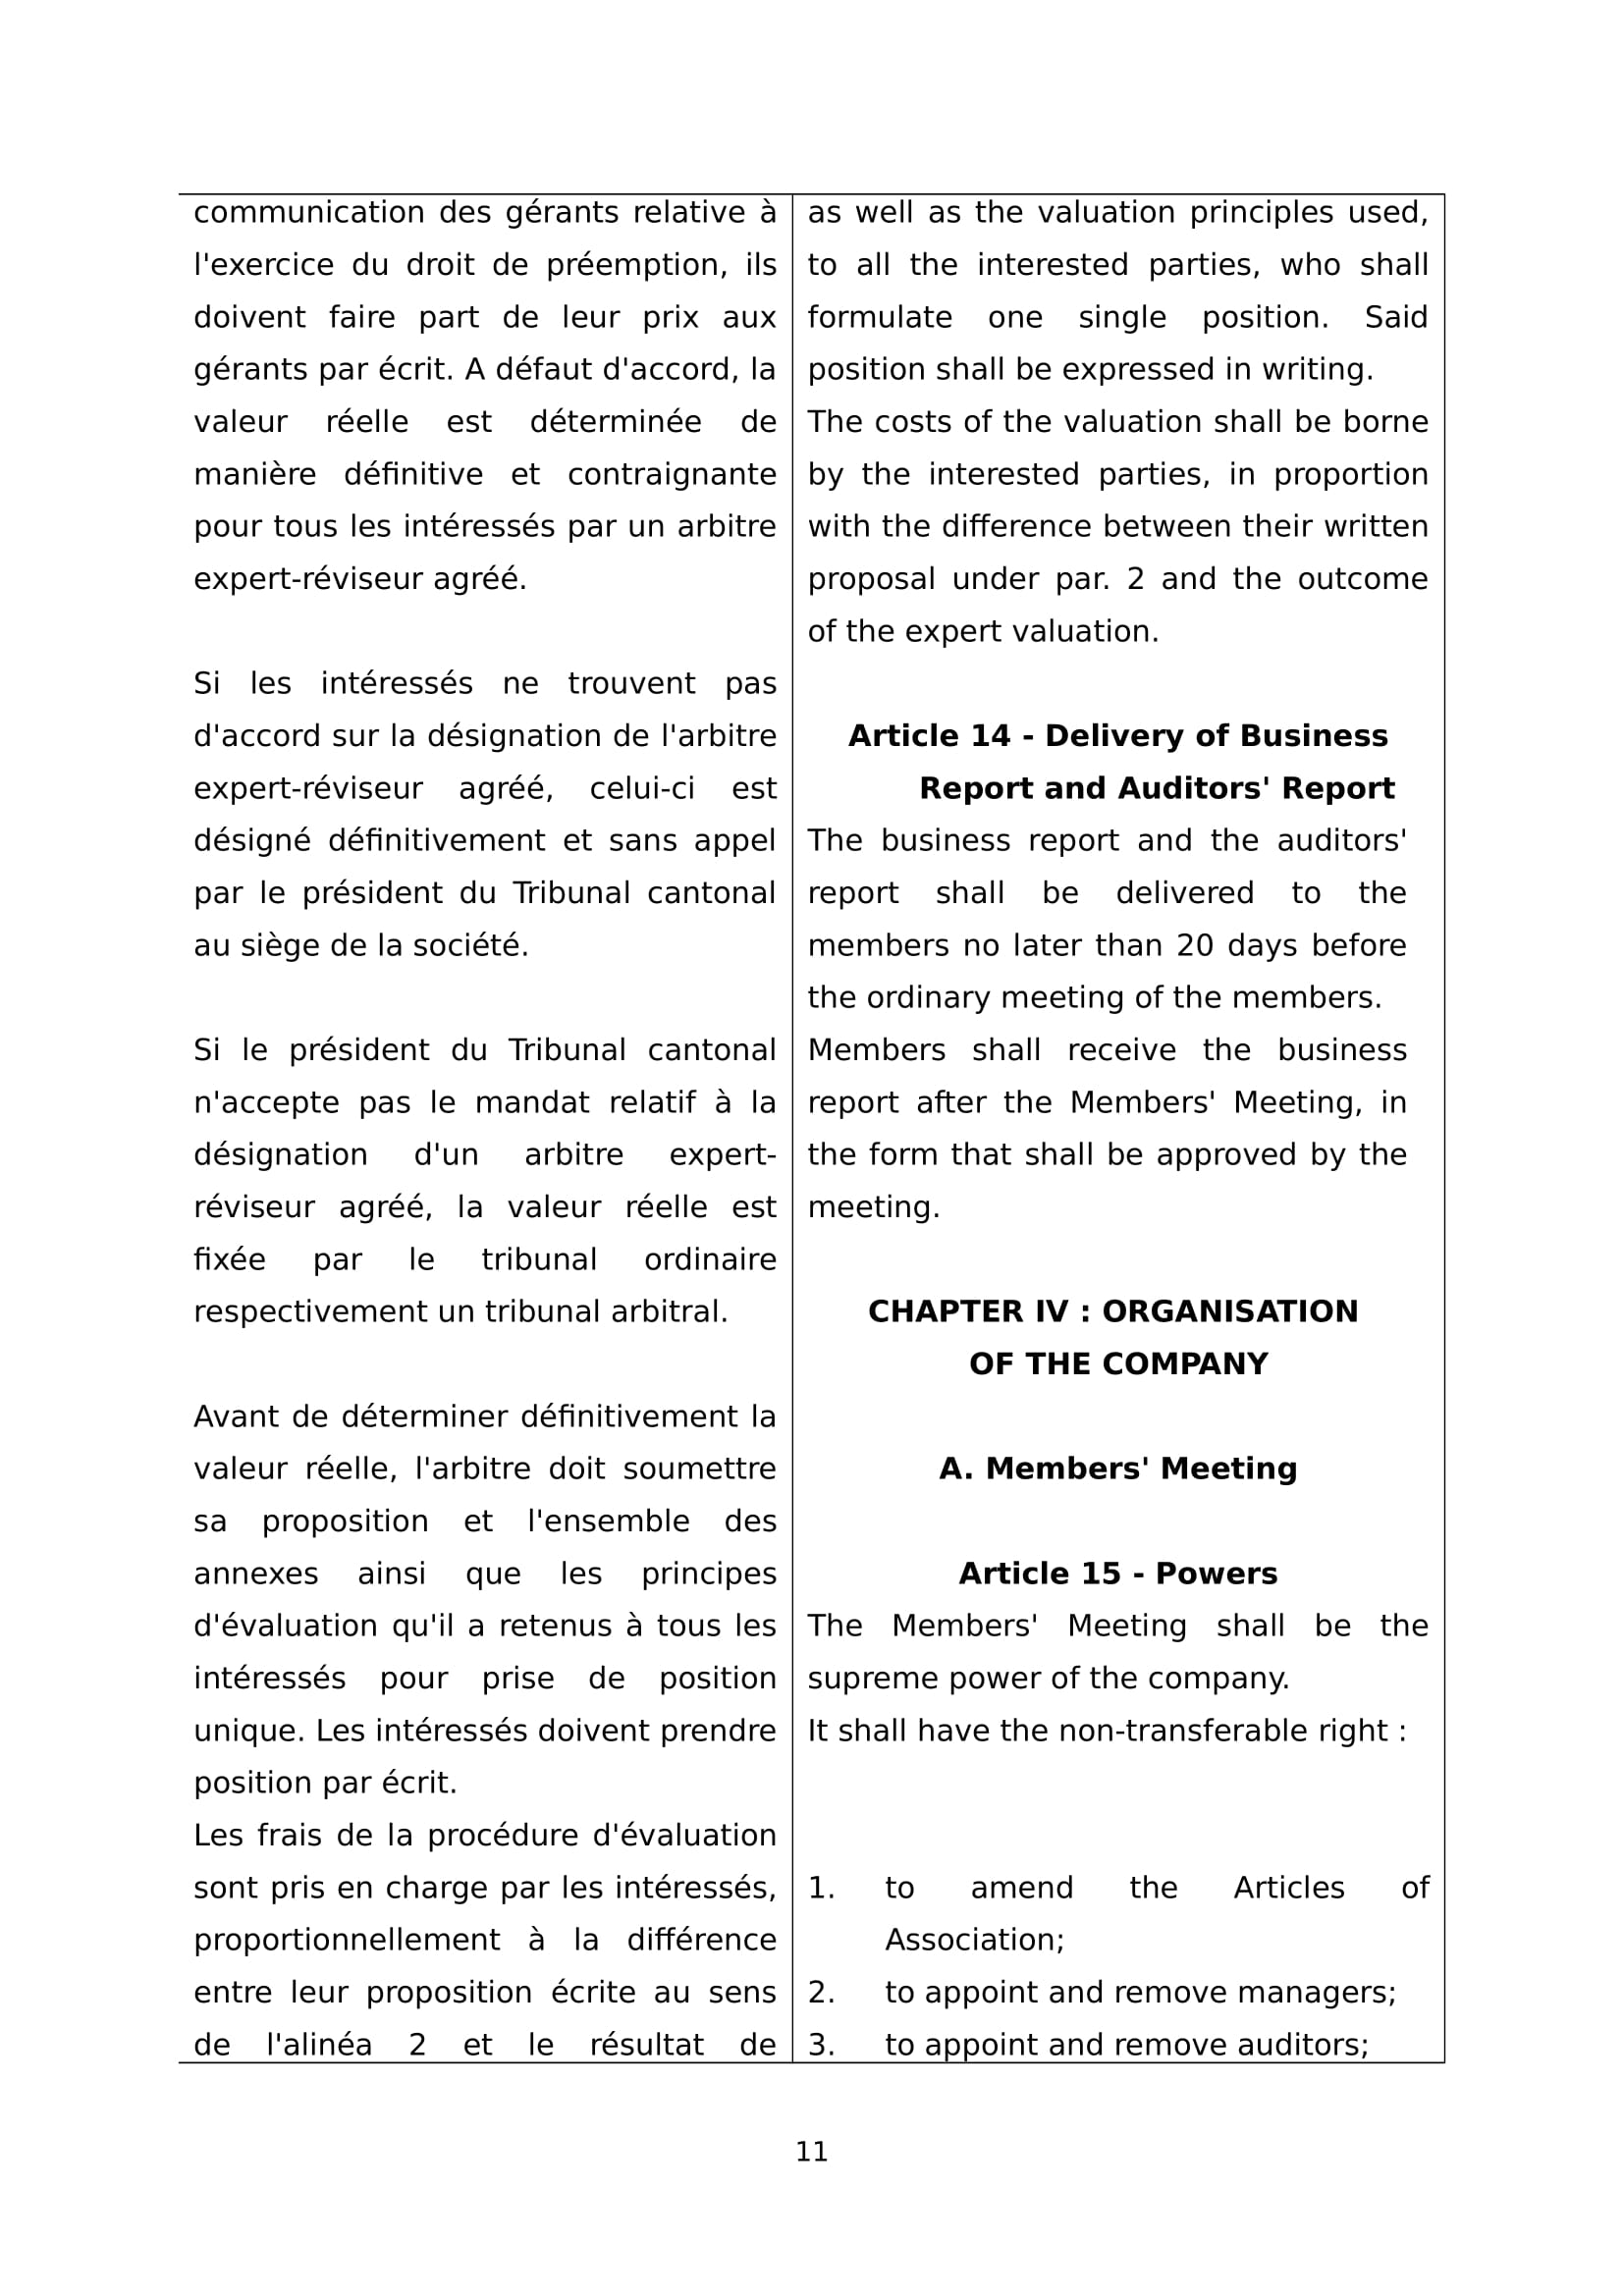 communication des gérants relative à
l'exercice du droit de préemption, ils
doivent faire part de leur prix aux
gérants par écrit. A défaut d'accord, la
valeur réelle est déterminée de
manière définitive et contraignante
pour tous les intéressés par un arbitre
expert-réviseur agréé.
Si les intéressés ne trouvent pas
d'accord sur la désignation de l'arbitre
expert-réviseur agréé, celui-ci est
désigné définitivement et sans appel
par le président du Tribunal cantonal
au siège de la société.
Si le président du Tribunal cantonal
n'accepte pas le mandat relatif à la
désignation d'un arbitre expert-
réviseur agréé, la valeur réelle est
fixée par le tribunal ordinaire
respectivement un tribunal arbitral.
Avant de déterminer définitivement la
valeur réelle, l'arbitre doit soumettre
sa proposition et l'ensemble des
annexes ainsi que les principes
d'évaluation qu'il a retenus à tous les
intéressés pour prise de position
unique. Les intéressés doivent prendre
position par écrit.
Les frais de la procédure d'évaluation
sont pris en charge par les intéressés,
proportionnellement à la différence
entre leur proposition écrite au sens
de l'alinéa 2 et le résultat de
as well as the valuation principles used,
to all the interested parties, who shall
formulate one single position. Said
position shall be expressed in writing.
The costs of the valuation shall be borne
by the interested parties, in proportion
with the difference between their written
proposal under par. 2 and the outcome
of the expert valuation.
Article 14 - Delivery of Business
Report and Auditors' Report
The business report and the auditors'
report shall be delivered to the
members no later than 20 days before
the ordinary meeting of the members.
Members shall receive the business
report after the Members' Meeting, in
the form that shall be approved by the
meeting.
CHAPTER IV : ORGANISATION
OF THE COMPANY
A. Members' Meeting
Article 15 - Powers
The Members' Meeting shall be the
supreme power of the company.
It shall have the non-transferable right :
1. to amend the Articles of
Association;
2. to appoint and remove managers;
3. to appoint and remove auditors;
11